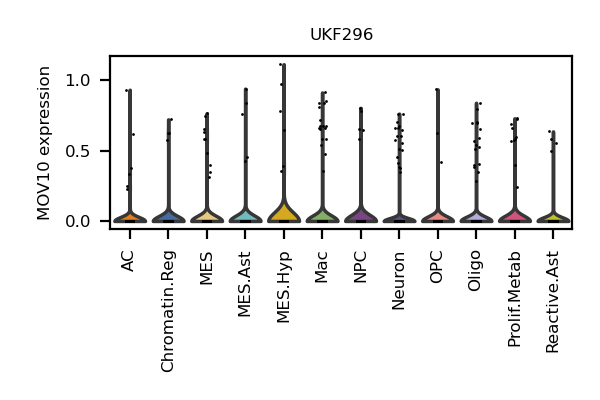 UKF296
MOV10 expression
1.0
0.5
0.0
AC
Chromatin.Reg
MES
MES.Ast
MES.Hyp
Mac
NPC
Neuron
OPC
Oligo
Prolif.Metab
Reactive.Ast